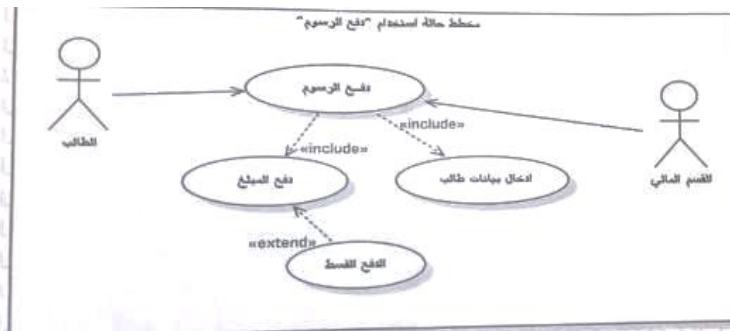 مخطط حالة استخدام "دفع الرسوم"
دفع الرسوم
الطالب
القسم المالي
«include»
«include»
دفع المبلغ
ادخال بيانات طالب
«extend»
الدفع القسط